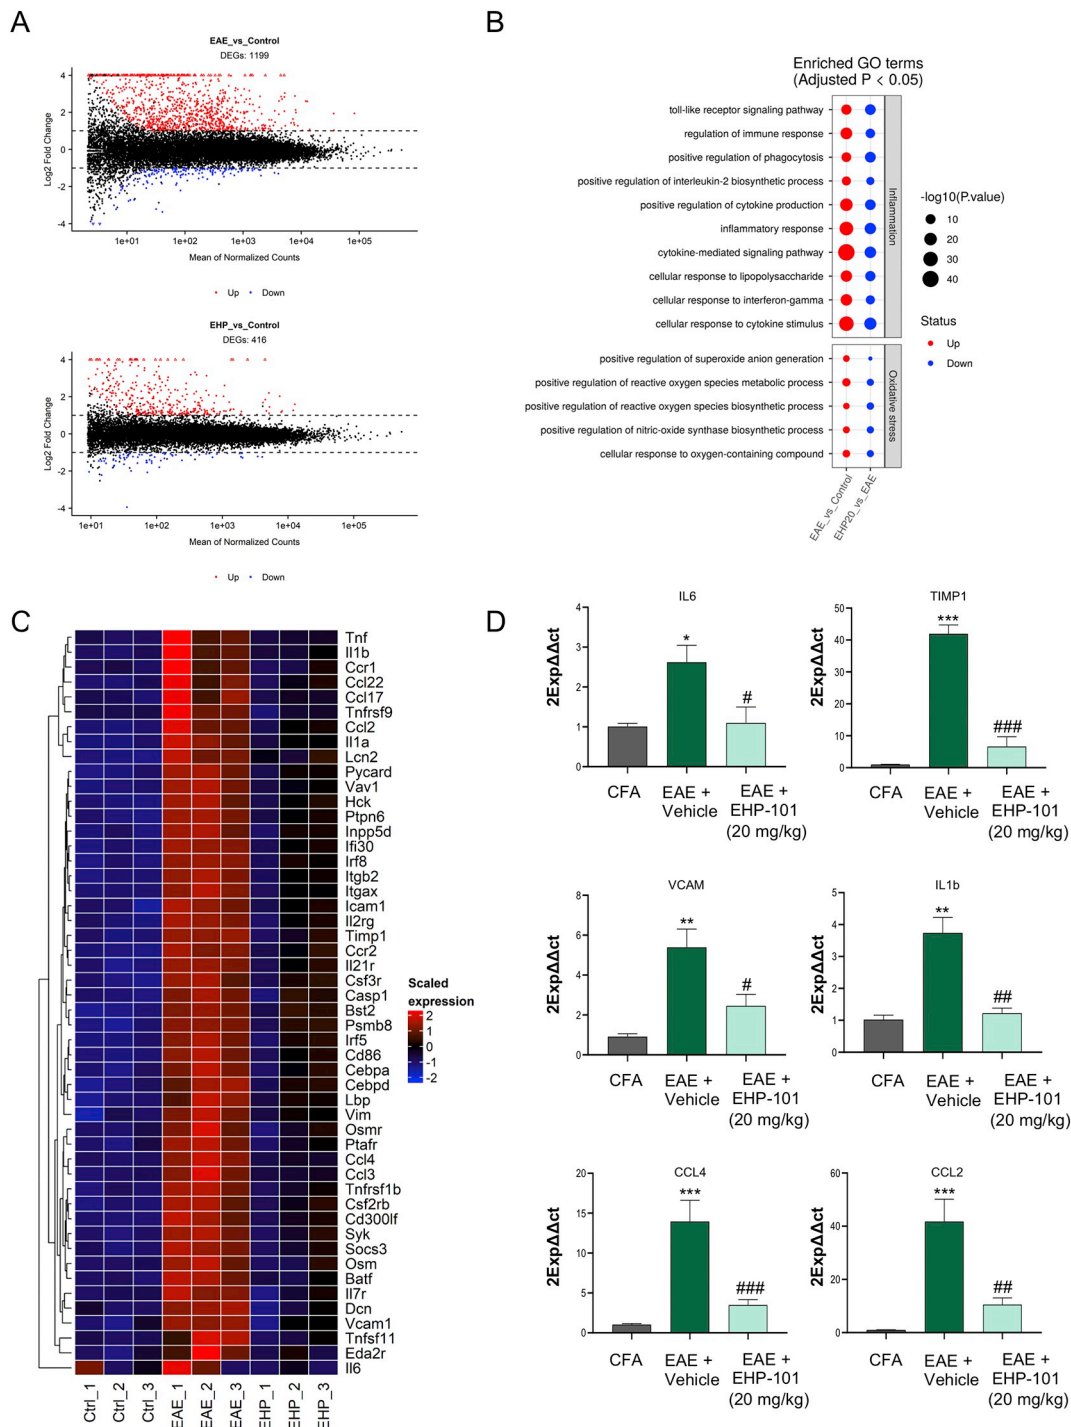 A
EAE_vs_Control
DEGs: 1199
Log2 Fold Change
4
2
0
-2
-4
1e+01 1e+02 1e+03 1e+04 1e+05
Mean of Normalized Counts
Up Down
EHP_vs_Control
DEGs: 416
Log2 Fold Change
4
2
0
-2
-4
1e+01 1e+02 1e+03 1e+04 1e+05
Mean of Normalized Counts
Up Down
B
Enriched GO terms
(Adjusted P < 0.05)
toll-like receptor signaling pathway
regulation of immune response
positive regulation of phagocytosis
positive regulation of interleukin-2 biosynthetic process
positive regulation of cytokine production
inflammatory response
cytokine-mediated signaling pathway
cellular response to lipopolysaccharide
cellular response to interferon-gamma
cellular response to cytokine stimulus
Inflammation
positive regulation of superoxide anion generation
positive regulation of reactive oxygen species metabolic process
positive regulation of reactive oxygen species biosynthetic process
positive regulation of nitric-oxide synthase biosynthetic process
cellular response to oxygen-containing compound
Oxidative stress
EAE_vs_Control
EHP20_vs_EAE
-log10(P.value)
10
20
30
40
Status
Up
Down
C
Tnf
Il1b
Ccr1
Ccl22
Ccl17
Tnfrsf9
Ccl2
Il1a
Lcn2
Pycard
Vav1
Hck
Ptpn6
Inpp5d
Ifi30
Irf8
Itgb2
Itgax
Icam1
Il2rg
Timp1
Ccr2
Il21r
Csf3r
Casp1
Bst2
Psmb8
Irf5
Cd86
Cebpa
Cebpd
Lbp
Vim
Osmr
Ptafr
Ccl4
Ccl3
Tnfrsf1b
Csf2rb
Cd300lf
Syk
Socs3
Osm
Batf
Il7r
Dcn
Vcam1
Tnfsf11
Eda2r
Il6
Ctrl_1
Ctrl_2
Ctrl_3
EAE_1
EAE_2
EAE_3
EHP_1
EHP_2
EHP_3
Scaled
expression
2
1
0
-1
-2
D
IL6
2ExpΔΔct
4
3
2
1
0
*
#
CFA
EAE +
Vehicle
EAE +
EHP-101
(20 mg/kg)
TIMP1
2ExpΔΔct
50
40
30
20
10
0
***
###
CFA
EAE +
Vehicle
EAE +
EHP-101
(20 mg/kg)
VCAM
2ExpΔΔct
8
6
4
2
0
**
#
CFA
EAE +
Vehicle
EAE +
EHP-101
(20 mg/kg)
IL1b
2ExpΔΔct
5
4
3
2
1
0
**
##
CFA
EAE +
Vehicle
EAE +
EHP-101
(20 mg/kg)
CCL4
2ExpΔΔct
20
15
10
5
0
***
###
CFA
EAE +
Vehicle
EAE +
EHP-101
(20 mg/kg)
CCL2
2ExpΔΔct
60
40
20
0
***
##
CFA
EAE +
Vehicle
EAE +
EHP-101
(20 mg/kg)